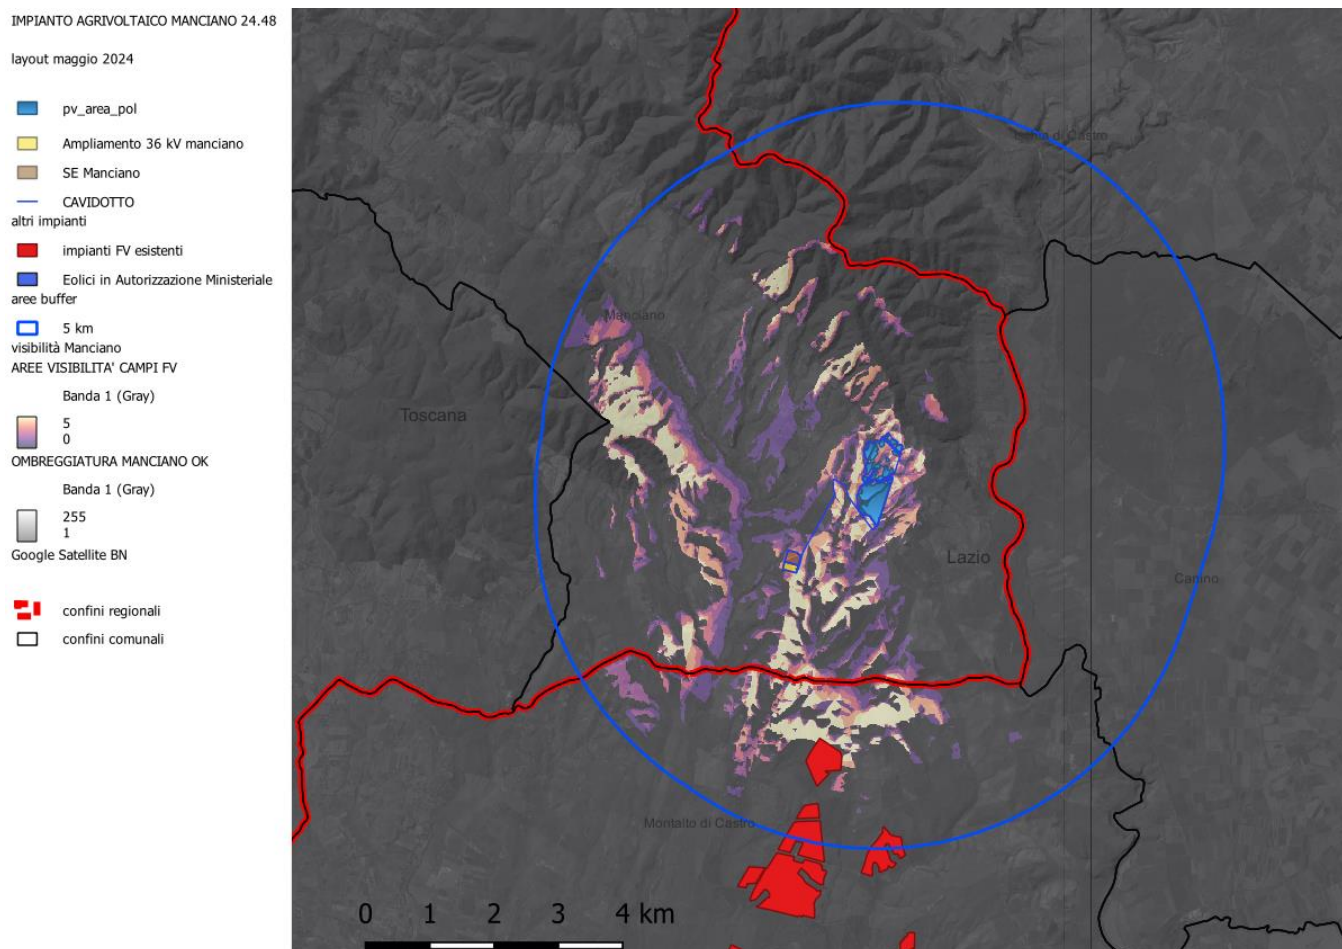 IMPIANTO AGRIVOLTAICO MANCIANO 24.48
layout maggio 2024
pv_area_pol
Ampliamento 36 kV manciano
SE Manciano
CAVIDOTTO
altri impianti
impianti FV esistenti
Eolici in Autorizzazione Ministeriale
aree buffer
5 km
visibilità Manciano
AREE VISIBILITA' CAMPI FV
Banda 1 (Gray)
5
0
OMBREGGIATURA MANCIANO OK
Banda 1 (Gray)
255
1
Google Satellite BN
confini regionali
confini comunali
Ischia di Castro
Manciano
Toscana
Lazio
Canino
Montalto di Castro
0 1 2 3 4 km